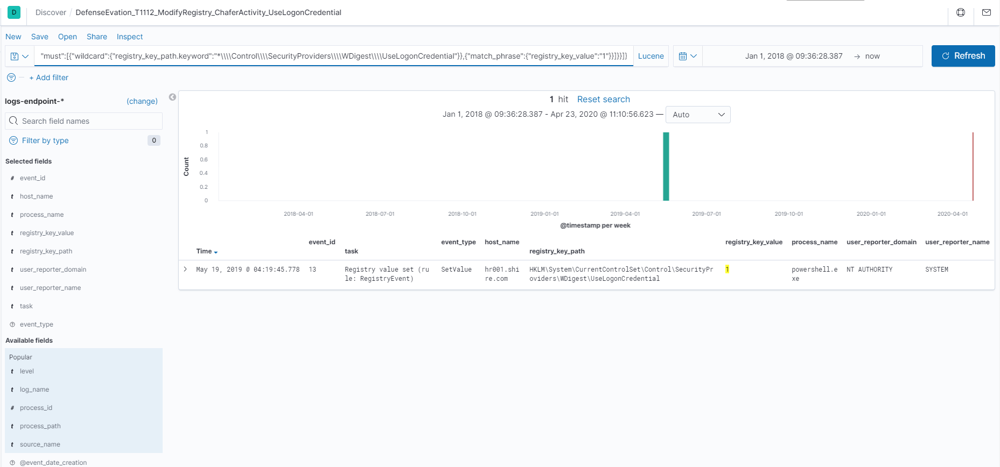 D Discover / DefenseEvation_T1112_ModifyRegistry_ChaferActivity_UseLogonCredential
New Save Open Share Inspect
"must":[{"wildcard":{"registry_key_path.keyword":"*\\\\Control\\\\SecurityProviders\\\\WDigest\\\\UseLogonCredential"}},{"match_phrase":{"registry_key_value":"1"}}]}}]} Lucene Jan 1, 2018 @ 09:36:28.387 → now Refresh
+ Add filter
logs-endpoint-* (change)
Search field names
Filter by type 0
Selected fields
# event_id
t host_name
t process_name
t registry_key_value
t registry_key_path
t user_reporter_domain
t user_reporter_name
t task
? event_type
Available fields
Popular
t level
t log_name
# process_id
t process_path
t source_name
? @event_date_creation
1 hit Reset search
Jan 1, 2018 @ 09:36:28.387 - Apr 23, 2020 @ 11:10:56.623 — Auto
Count
1
0.8
0.6
0.4
0.2
0
2018-04-01 2018-07-01 2018-10-01 2019-01-01 2019-04-01 2019-07-01 2019-10-01 2020-01-01 2020-04-01
@timestamp per week
Time event_id task event_type host_name registry_key_path registry_key_value process_name user_reporter_domain user_reporter_name
May 19, 2019 @ 04:19:45.778 13 Registry value set (ru SetValue hr001.shi HKLM\System\CurrentControlSet\Control\SecurityPr 1 powershell.e NT AUTHORITY SYSTEM
le: RegistryEvent) re.com oviders\WDigest\UseLogonCredential xe